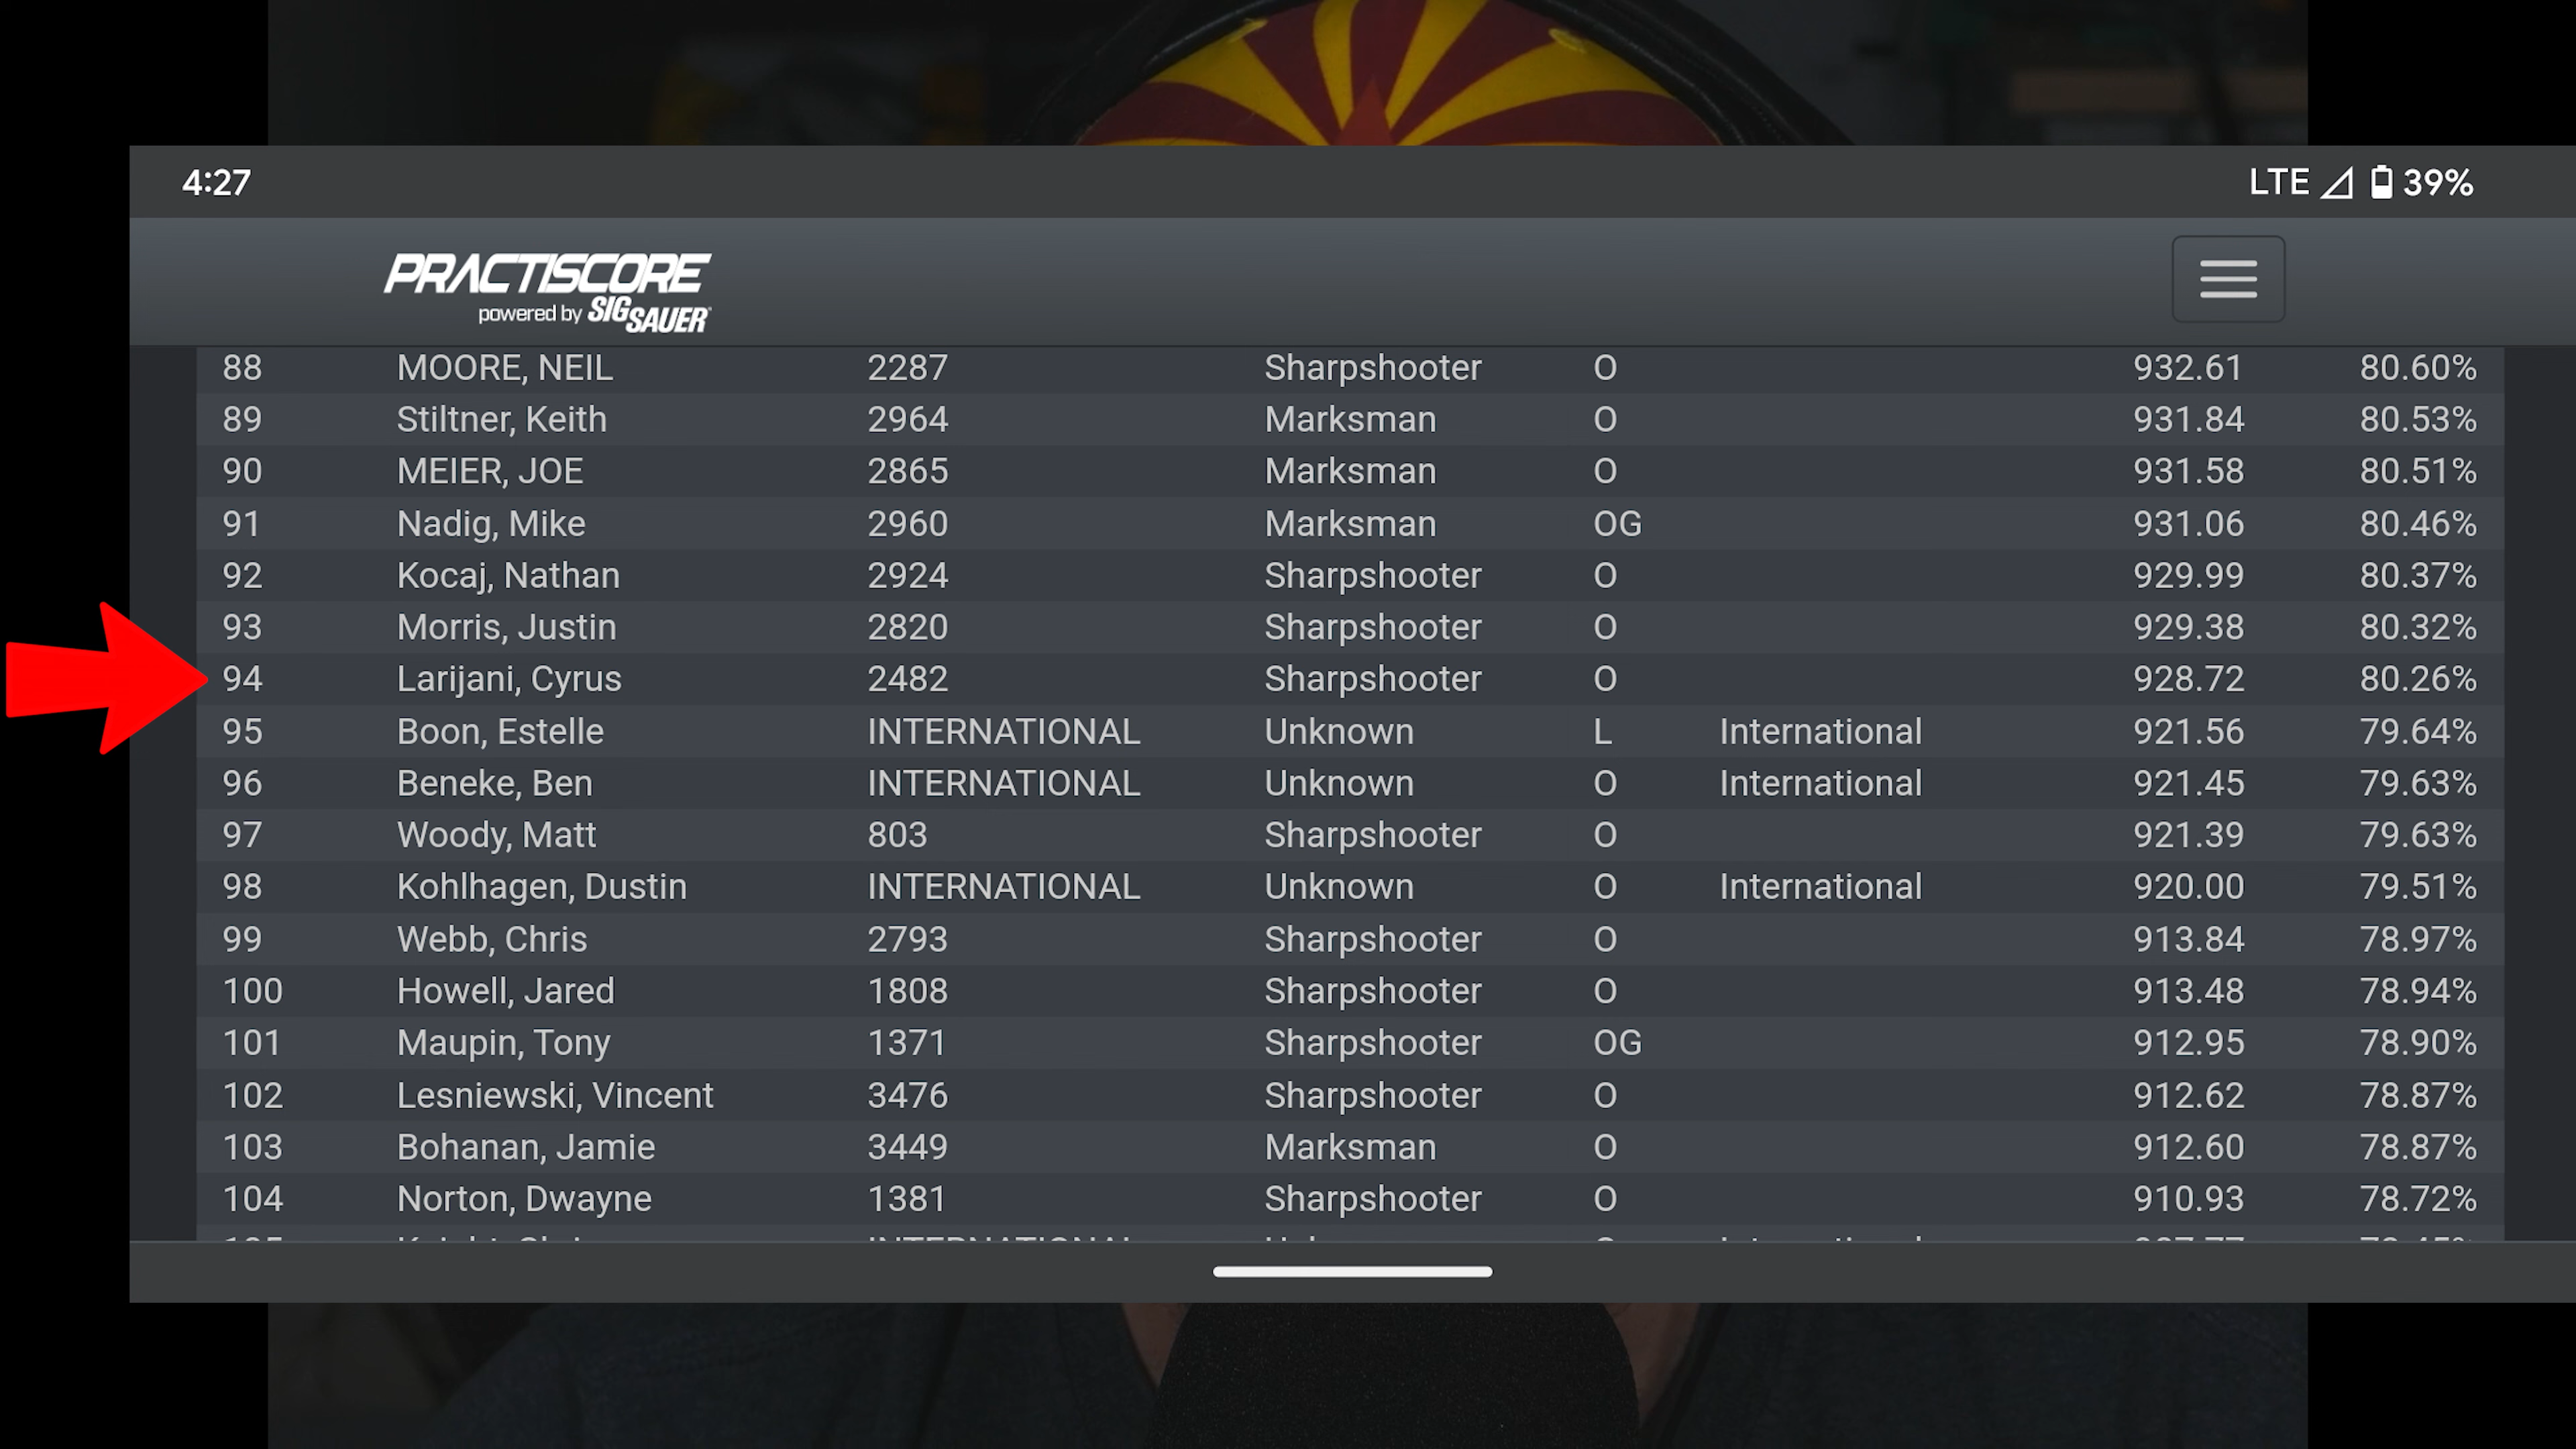 4:27 LTE 39%
PRACTISCORE
powered by SIG SAUER
88 MOORE, NEIL 2287 Sharpshooter O 932.61 80.60%
89 Stiltner, Keith 2964 Marksman O 931.84 80.53%
90 MEIER, JOE 2865 Marksman O 931.58 80.51%
91 Nadig, Mike 2960 Marksman OG 931.06 80.46%
92 Kocaj, Nathan 2924 Sharpshooter O 929.99 80.37%
93 Morris, Justin 2820 Sharpshooter O 929.38 80.32%
94 Larijani, Cyrus 2482 Sharpshooter O 928.72 80.26%
95 Boon, Estelle INTERNATIONAL Unknown L International 921.56 79.64%
96 Beneke, Ben INTERNATIONAL Unknown O International 921.45 79.63%
97 Woody, Matt 803 Sharpshooter O 921.39 79.63%
98 Kohlhagen, Dustin INTERNATIONAL Unknown O International 920.00 79.51%
99 Webb, Chris 2793 Sharpshooter O 913.84 78.97%
100 Howell, Jared 1808 Sharpshooter O 913.48 78.94%
101 Maupin, Tony 1371 Sharpshooter OG 912.95 78.90%
102 Lesniewski, Vincent 3476 Sharpshooter O 912.62 78.87%
103 Bohanan, Jamie 3449 Marksman O 912.60 78.87%
104 Norton, Dwayne 1381 Sharpshooter O 910.93 78.72%